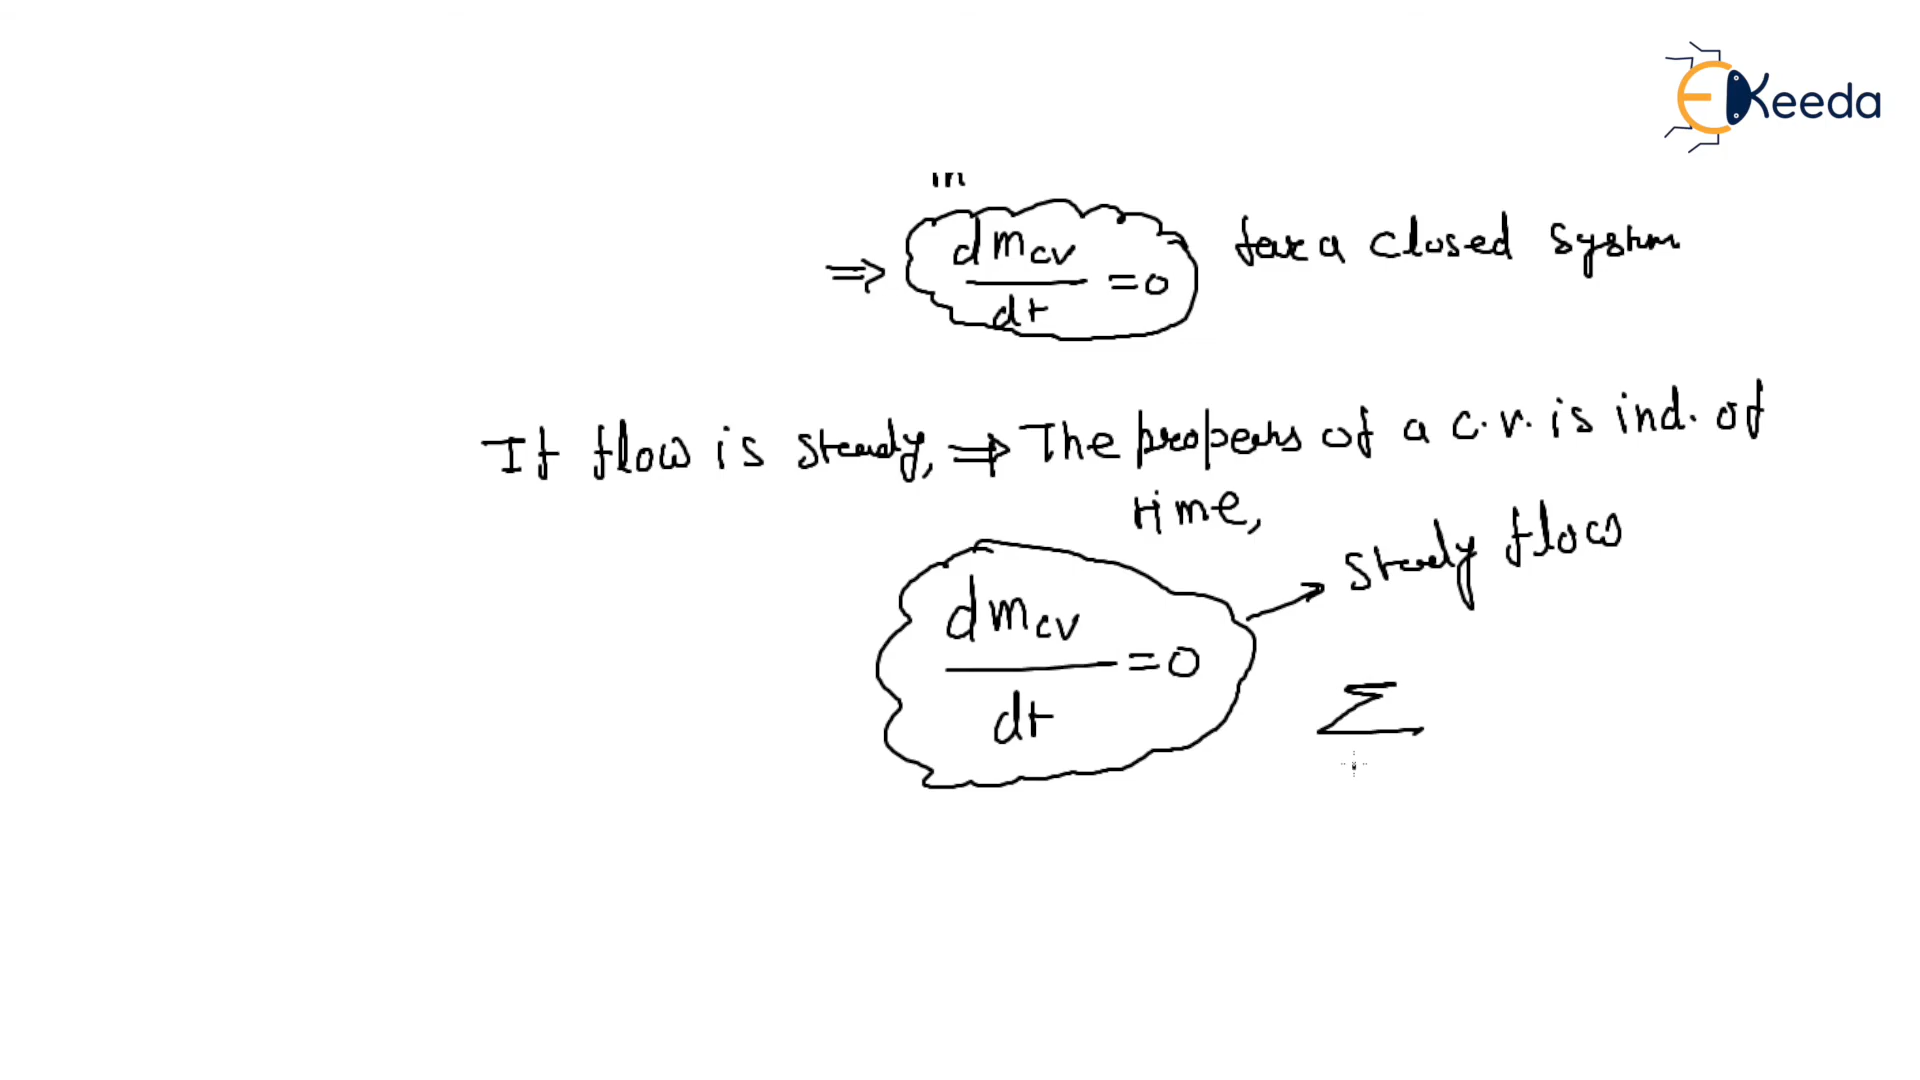 EKeeda
in
⇒ dm_cv/dt = 0 for a closed system
If flow is steady, ⇒ The propers of a c.v. is ind. of
time,
dm_cv/dt = 0 → steady flow
Σ